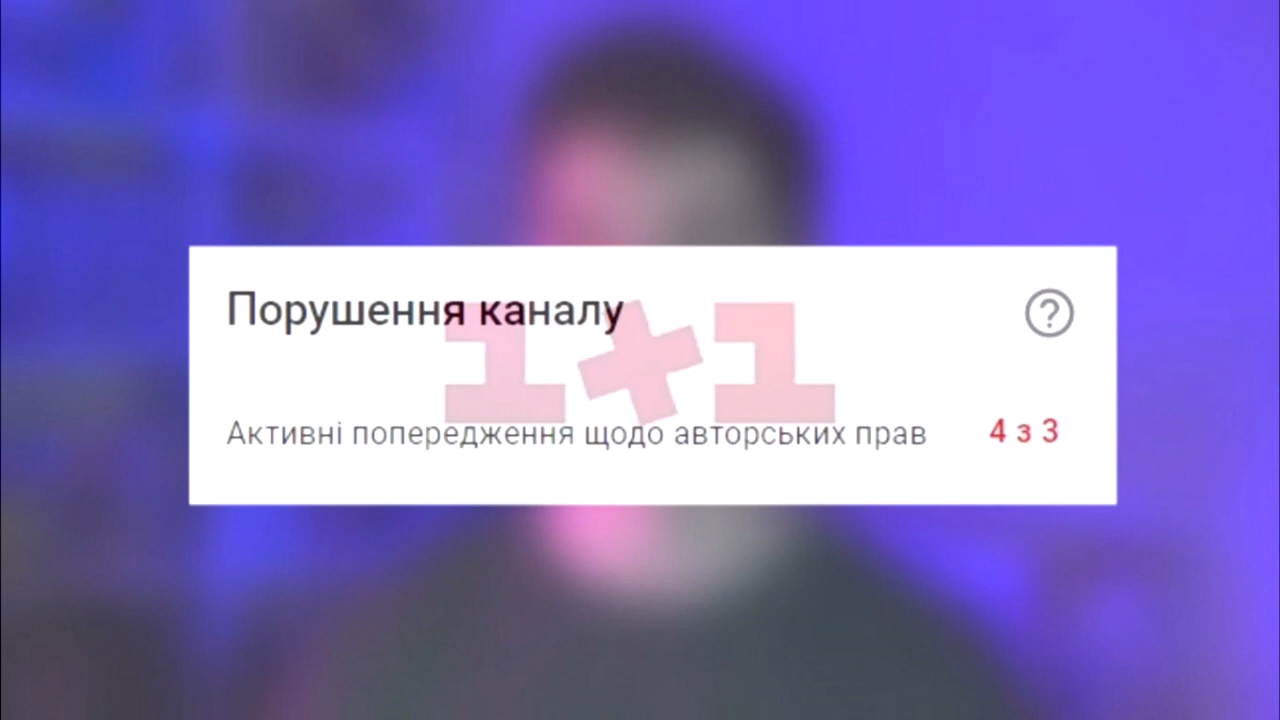 Порушення каналу
1+1
Активні попередження щодо авторських прав 4 з 3